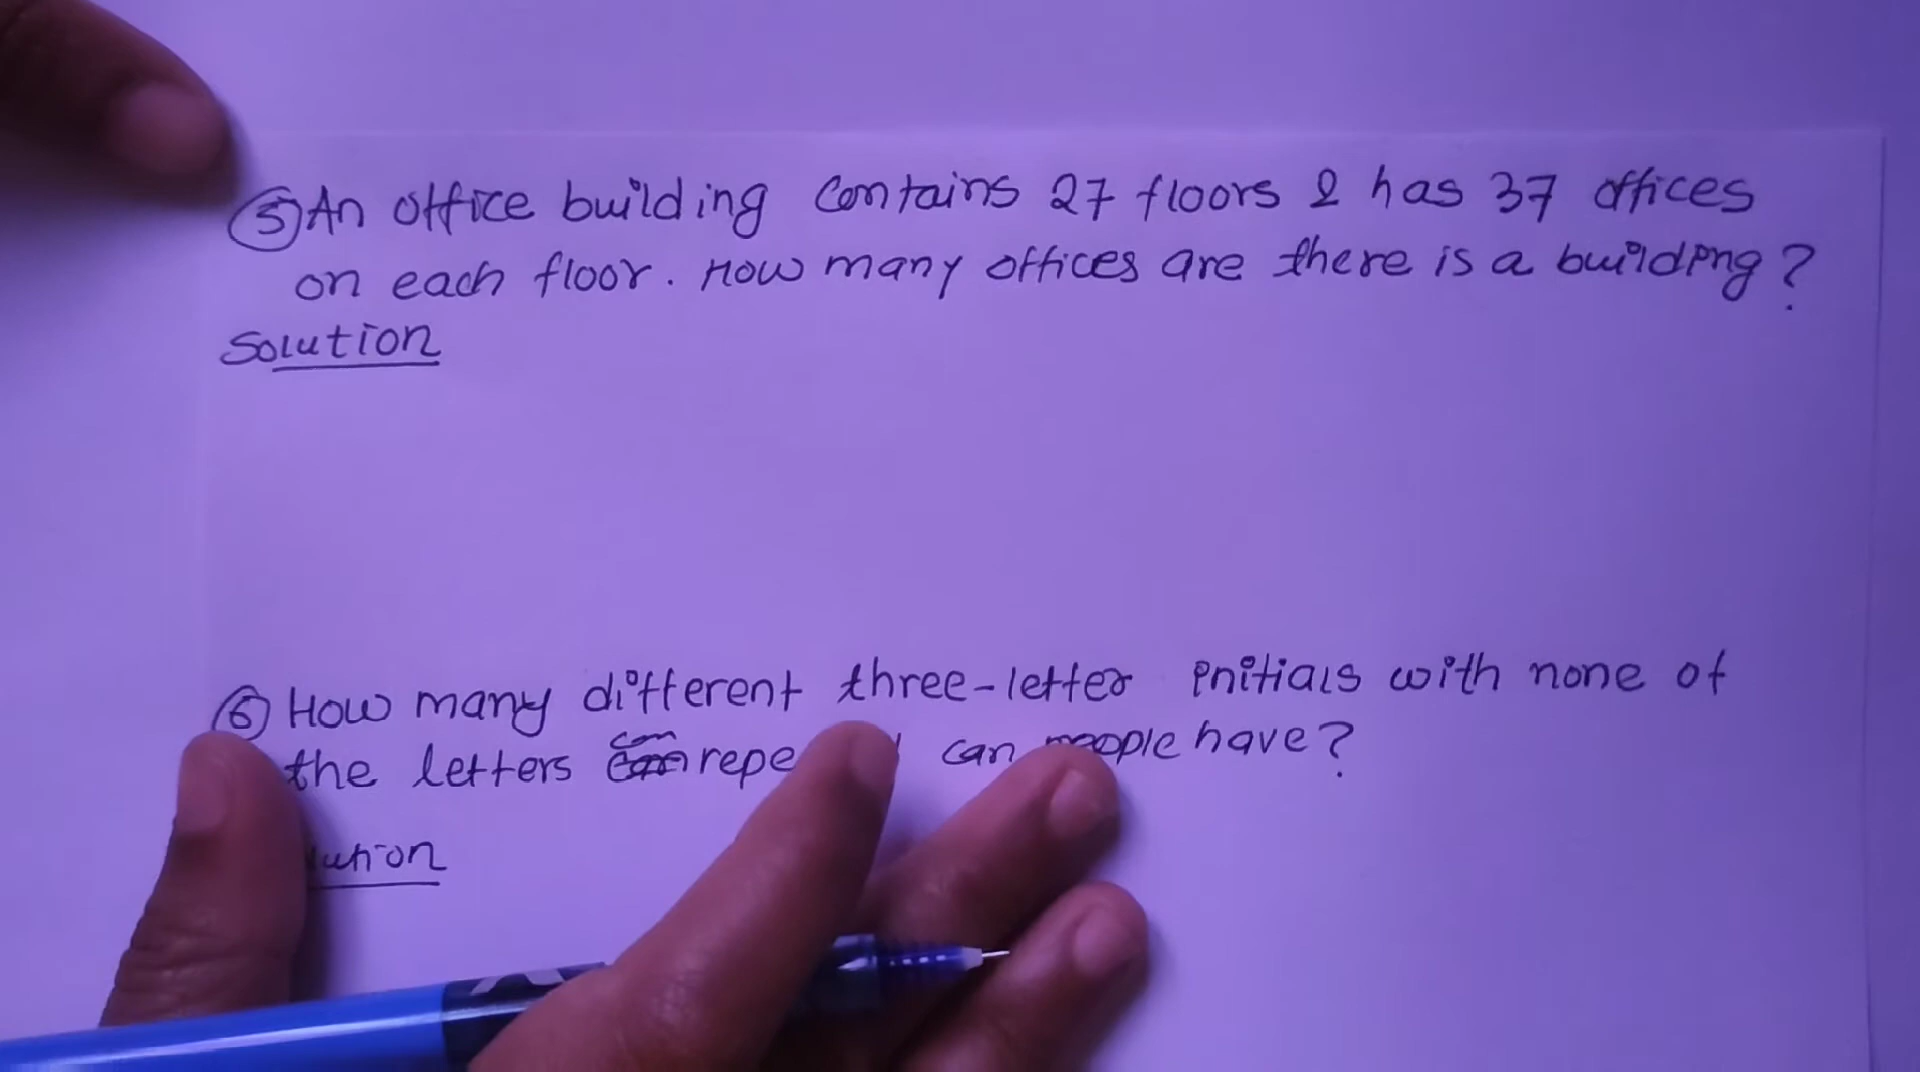 ⑤ An office building contains 27 floors & has 37 offices
on each floor. How many offices are there is a building?
Solution
⑥ How many different three-letter initials with none of
the letters can can have?